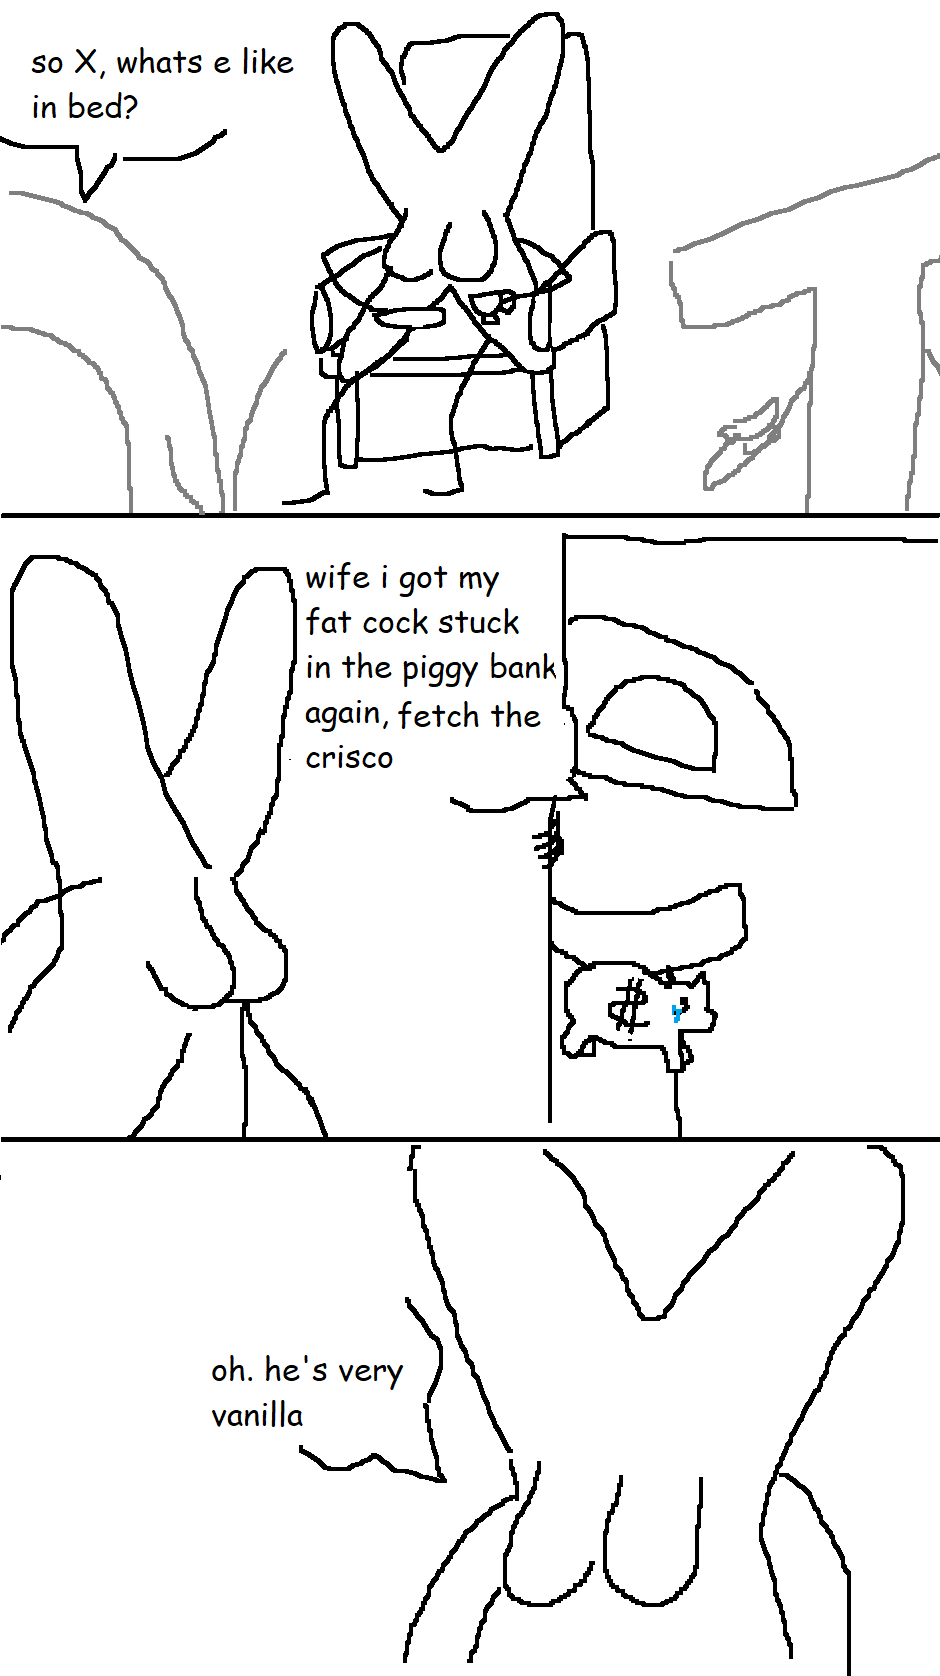 so X, whats e like
in bed?
wife i got my
fat cock stuck
in the piggy bank
again, fetch the
crisco
$
oh. he's very
vanilla